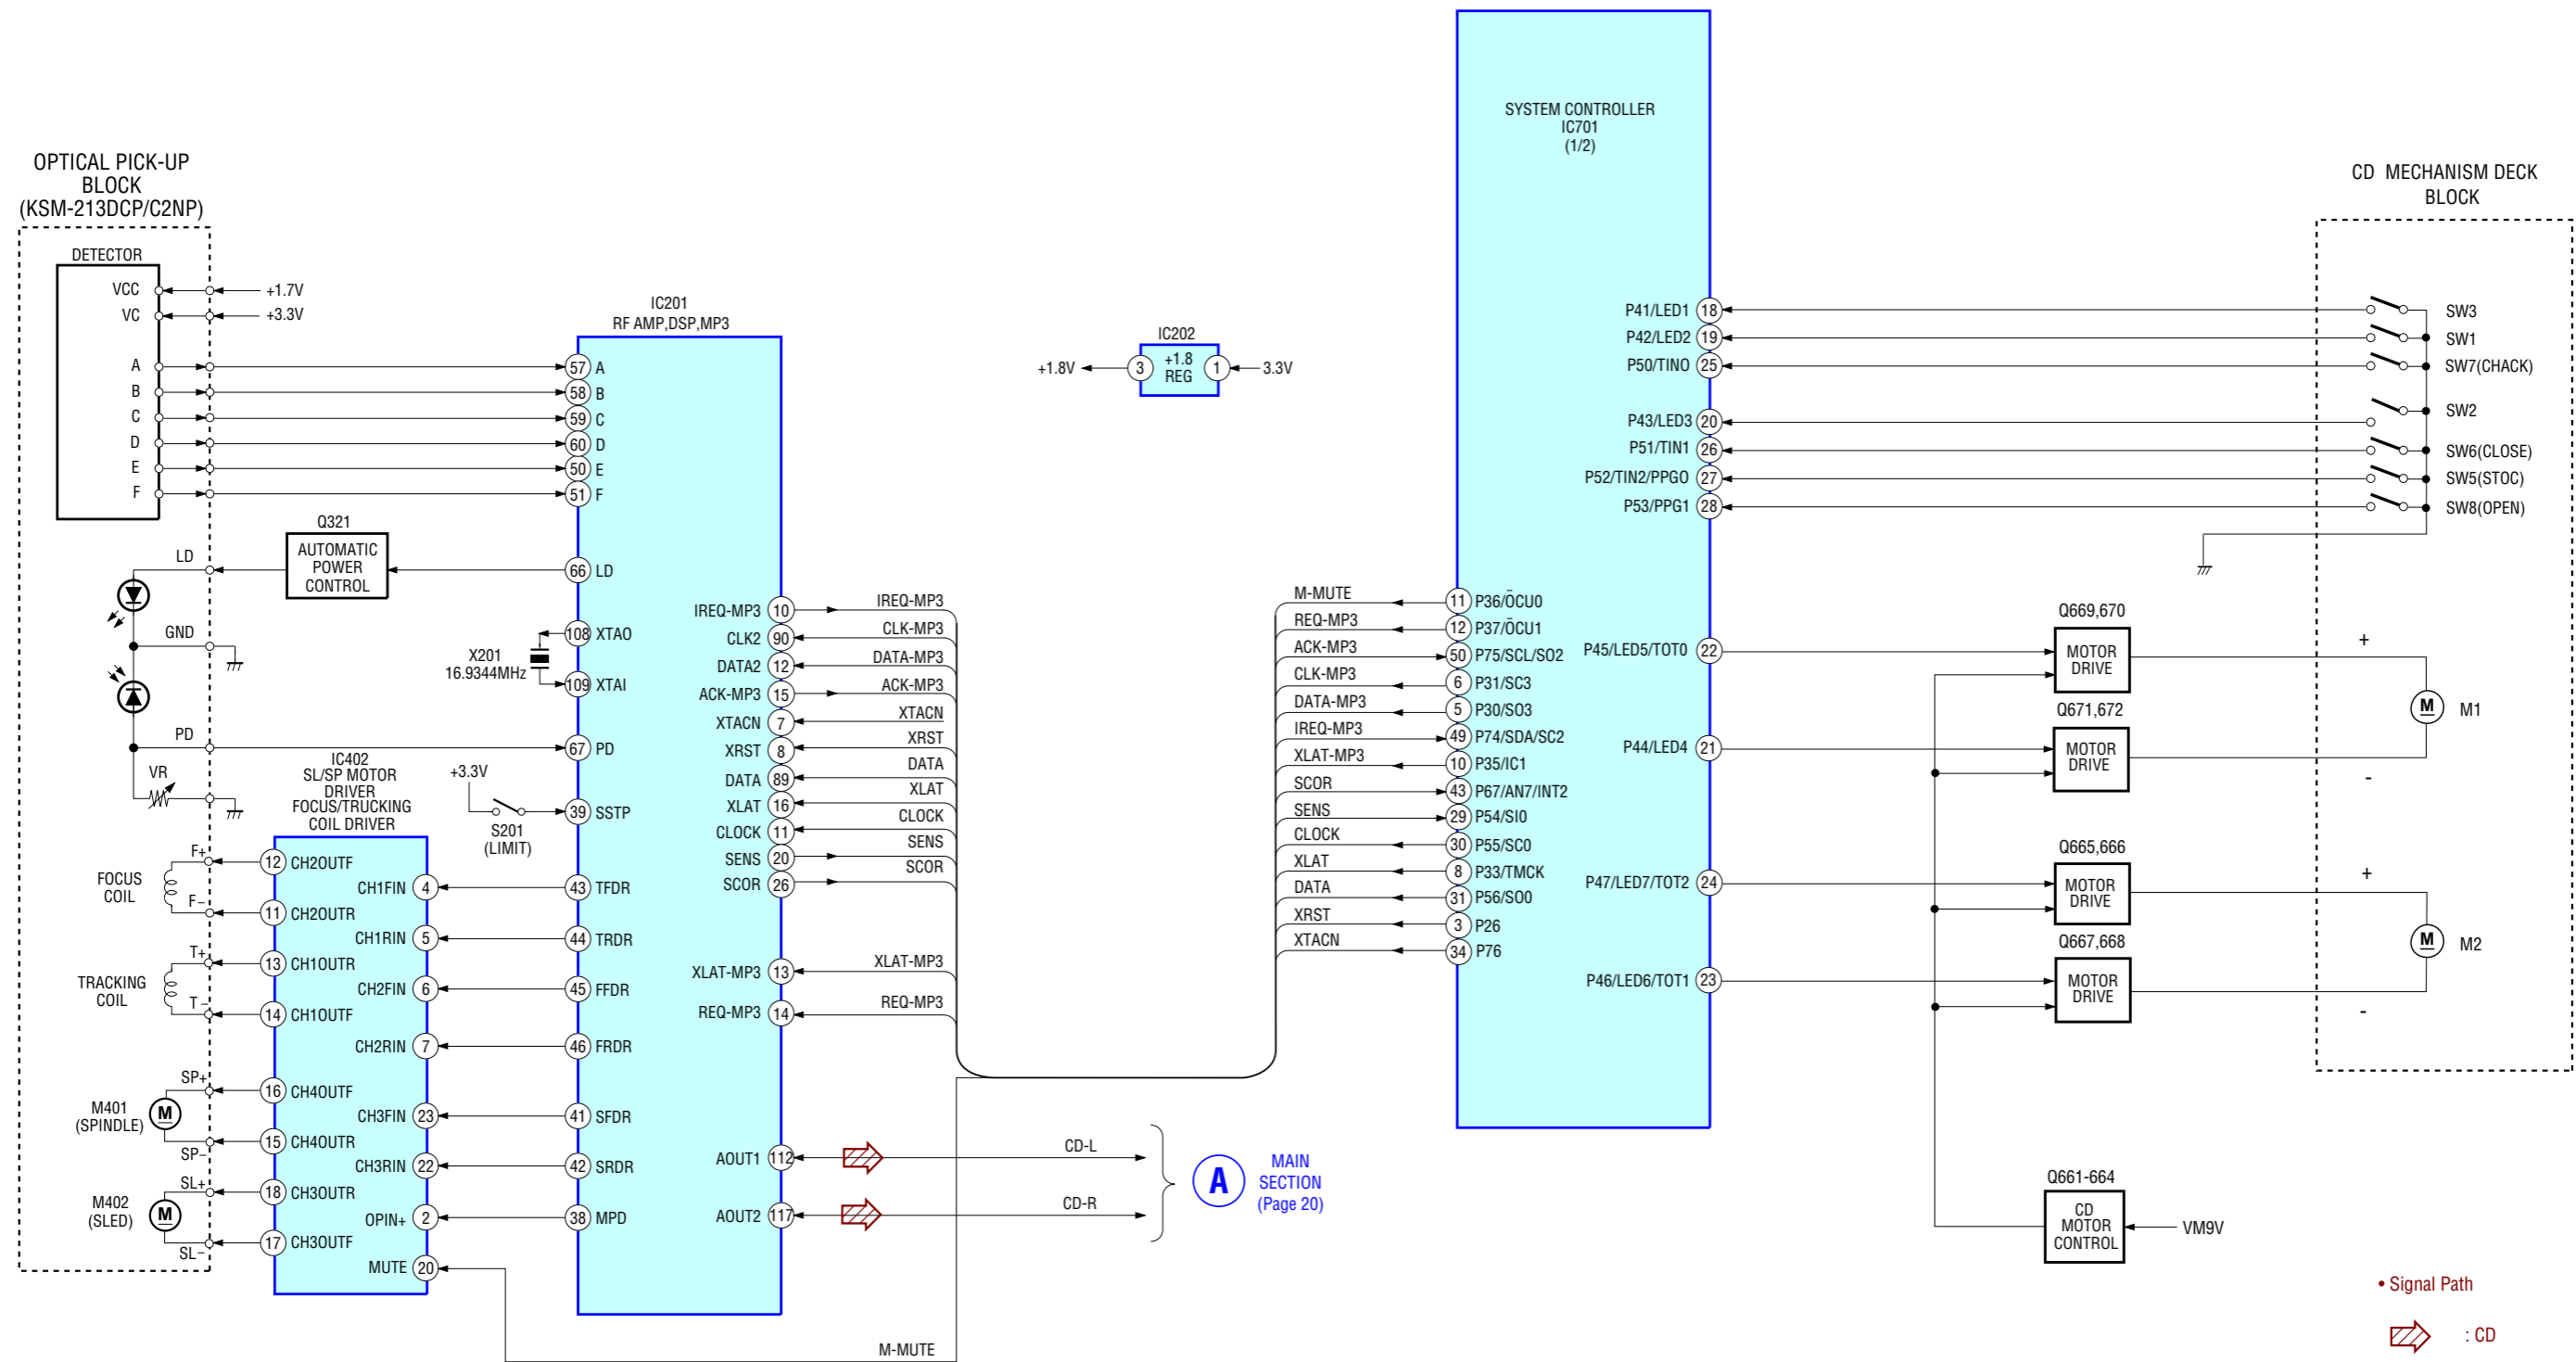 OPTICAL PICK-UP
BLOCK
(KSM-213DCP/C2NP)
DETECTOR
VCC
+1.7V
VC
+3.3V
A
B
C
D
E
F
LD
GND
PD
VR
Q321
AUTOMATIC
POWER
CONTROL
X201
16.9344MHz
+3.3V
S201
(LIMIT)
IC402
SL/SP MOTOR
DRIVER
FOCUS/TRUCKING
COIL DRIVER
F+
FOCUS
COIL
F–
T+
TRACKING
COIL
T –
SP+
M401
(SPINDLE)
M
SP–
SL+
M402
(SLED)
M
SL–
12 CH2OUTF
11 CH2OUTR
13 CH1OUTR
14 CH1OUTF
16 CH4OUTF
15 CH4OUTR
18 CH3OUTR
17 CH3OUTF
CH1FIN 4
CH1RIN 5
CH2FIN 6
CH2RIN 7
CH3FIN 23
CH3RIN 22
OPIN+ 2
MUTE 20
IC201
RF AMP,DSP,MP3
57 A
58 B
59 C
60 D
50 E
51 F
66 LD
108 XTAO
109 XTAI
67 PD
39 SSTP
43 TFDR
44 TRDR
45 FFDR
46 FRDR
41 SFDR
42 SRDR
38 MPD
IREQ-MP3 10 IREQ-MP3
CLK2 90 CLK-MP3
DATA2 12 DATA-MP3
ACK-MP3 15 ACK-MP3
XTACN 7 XTACN
XRST 8 XRST
DATA 89 DATA
XLAT 16 XLAT
CLOCK 11 CLOCK
SENS 20 SENS
SCOR 26 SCOR
XLAT-MP3 13 XLAT-MP3
REQ-MP3 14 REQ-MP3
AOUT1 112 CD-L
AOUT2 117 CD-R
M-MUTE
A
MAIN
SECTION
(Page 20)
IC202
+1.8V 3 +1.8 REG 1 3.3V
SYSTEM CONTROLLER
IC701
(1/2)
M-MUTE 11 P36/ŌCU0
REQ-MP3 12 P37/ŌCU1
ACK-MP3 50 P75/SCL/SO2
CLK-MP3 6 P31/SC3
DATA-MP3 5 P30/SO3
IREQ-MP3 49 P74/SDA/SC2
XLAT-MP3 10 P35/IC1
SCOR 43 P67/AN7/INT2
SENS 29 P54/SI0
CLOCK 30 P55/SC0
XLAT 8 P33/TMCK
DATA 31 P56/SO0
XRST 3 P26
XTACN 34 P76
P41/LED1 18
P42/LED2 19
P50/TIN0 25
P43/LED3 20
P51/TIN1 26
P52/TIN2/PPG0 27
P53/PPG1 28
P45/LED5/TOT0 22
P44/LED4 21
P47/LED7/TOT2 24
P46/LED6/TOT1 23
CD MECHANISM DECK
BLOCK
SW3
SW1
SW7(CHACK)
SW2
SW6(CLOSE)
SW5(STOC)
SW8(OPEN)
Q669,670
MOTOR
DRIVE
+
Q671,672
MOTOR
DRIVE
-
M M1
Q665,666
MOTOR
DRIVE
+
Q667,668
MOTOR
DRIVE
-
M M2
Q661-664
CD
MOTOR
CONTROL
VM9V
• Signal Path
: CD